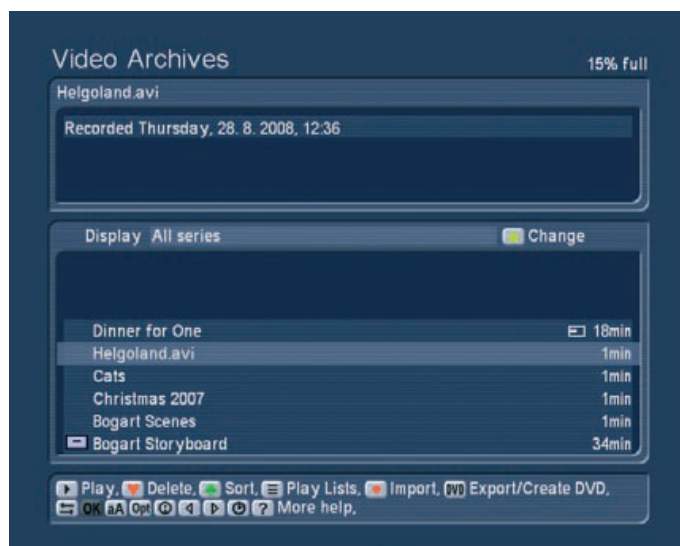 Video Archives 15% full
Helgoland.avi
Recorded Thursday, 28. 8. 2008, 12:36
Display All series Change
Dinner for One 18min
Helgoland.avi 1min
Cats 1min
Christmas 2007 1min
Bogart Scenes 1min
Bogart Storyboard 34min
Play, Delete, Sort, Play Lists, Import, DVD Export/Create DVD,
OK aA Opt ? More help.